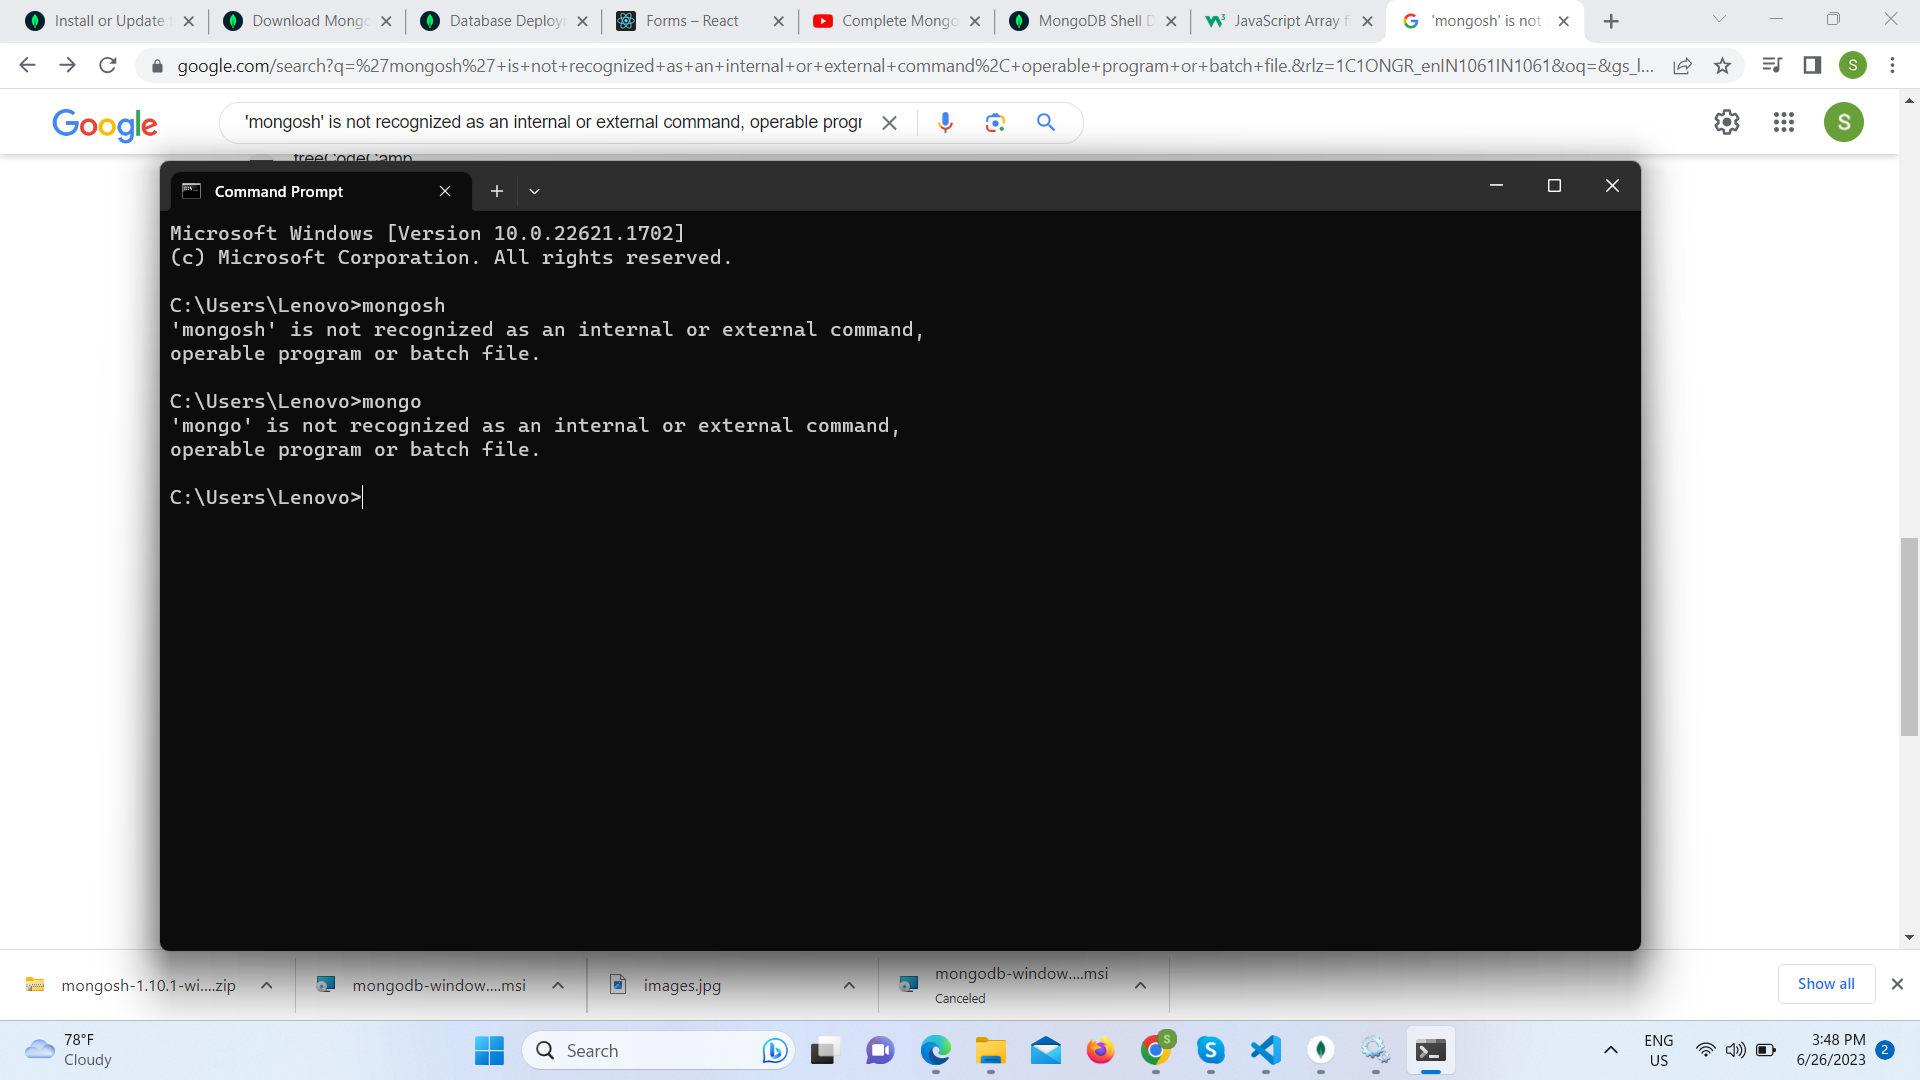 Install or Update
Download Mong
Database Deploy
Forms – React
Complete Mongo
MongoDB Shell D
JavaScript Array f
'mongosh' is not
google.com/search?q=%27mongosh%27+is+not+recognized+as+an+internal+or+external+command%2C+operable+program+or+batch+file.&rlz=1C1ONGR_enIN1061IN1061&oq=&gs_l...
S
Google
'mongosh' is not recognized as an internal or external command, operable progr
S
freeCodeCamp
Command Prompt
Microsoft Windows [Version 10.0.22621.1702]
(c) Microsoft Corporation. All rights reserved.
C:\Users\Lenovo>mongosh
'mongosh' is not recognized as an internal or external command,
operable program or batch file.
C:\Users\Lenovo>mongo
'mongo' is not recognized as an internal or external command,
operable program or batch file.
C:\Users\Lenovo>
mongosh-1.10.1-wi....zip
mongodb-window....msi
images.jpg
mongodb-window....msi
Canceled
Show all
78°F
Cloudy
Search
S
ENG
US
3:48 PM
6/26/2023
2